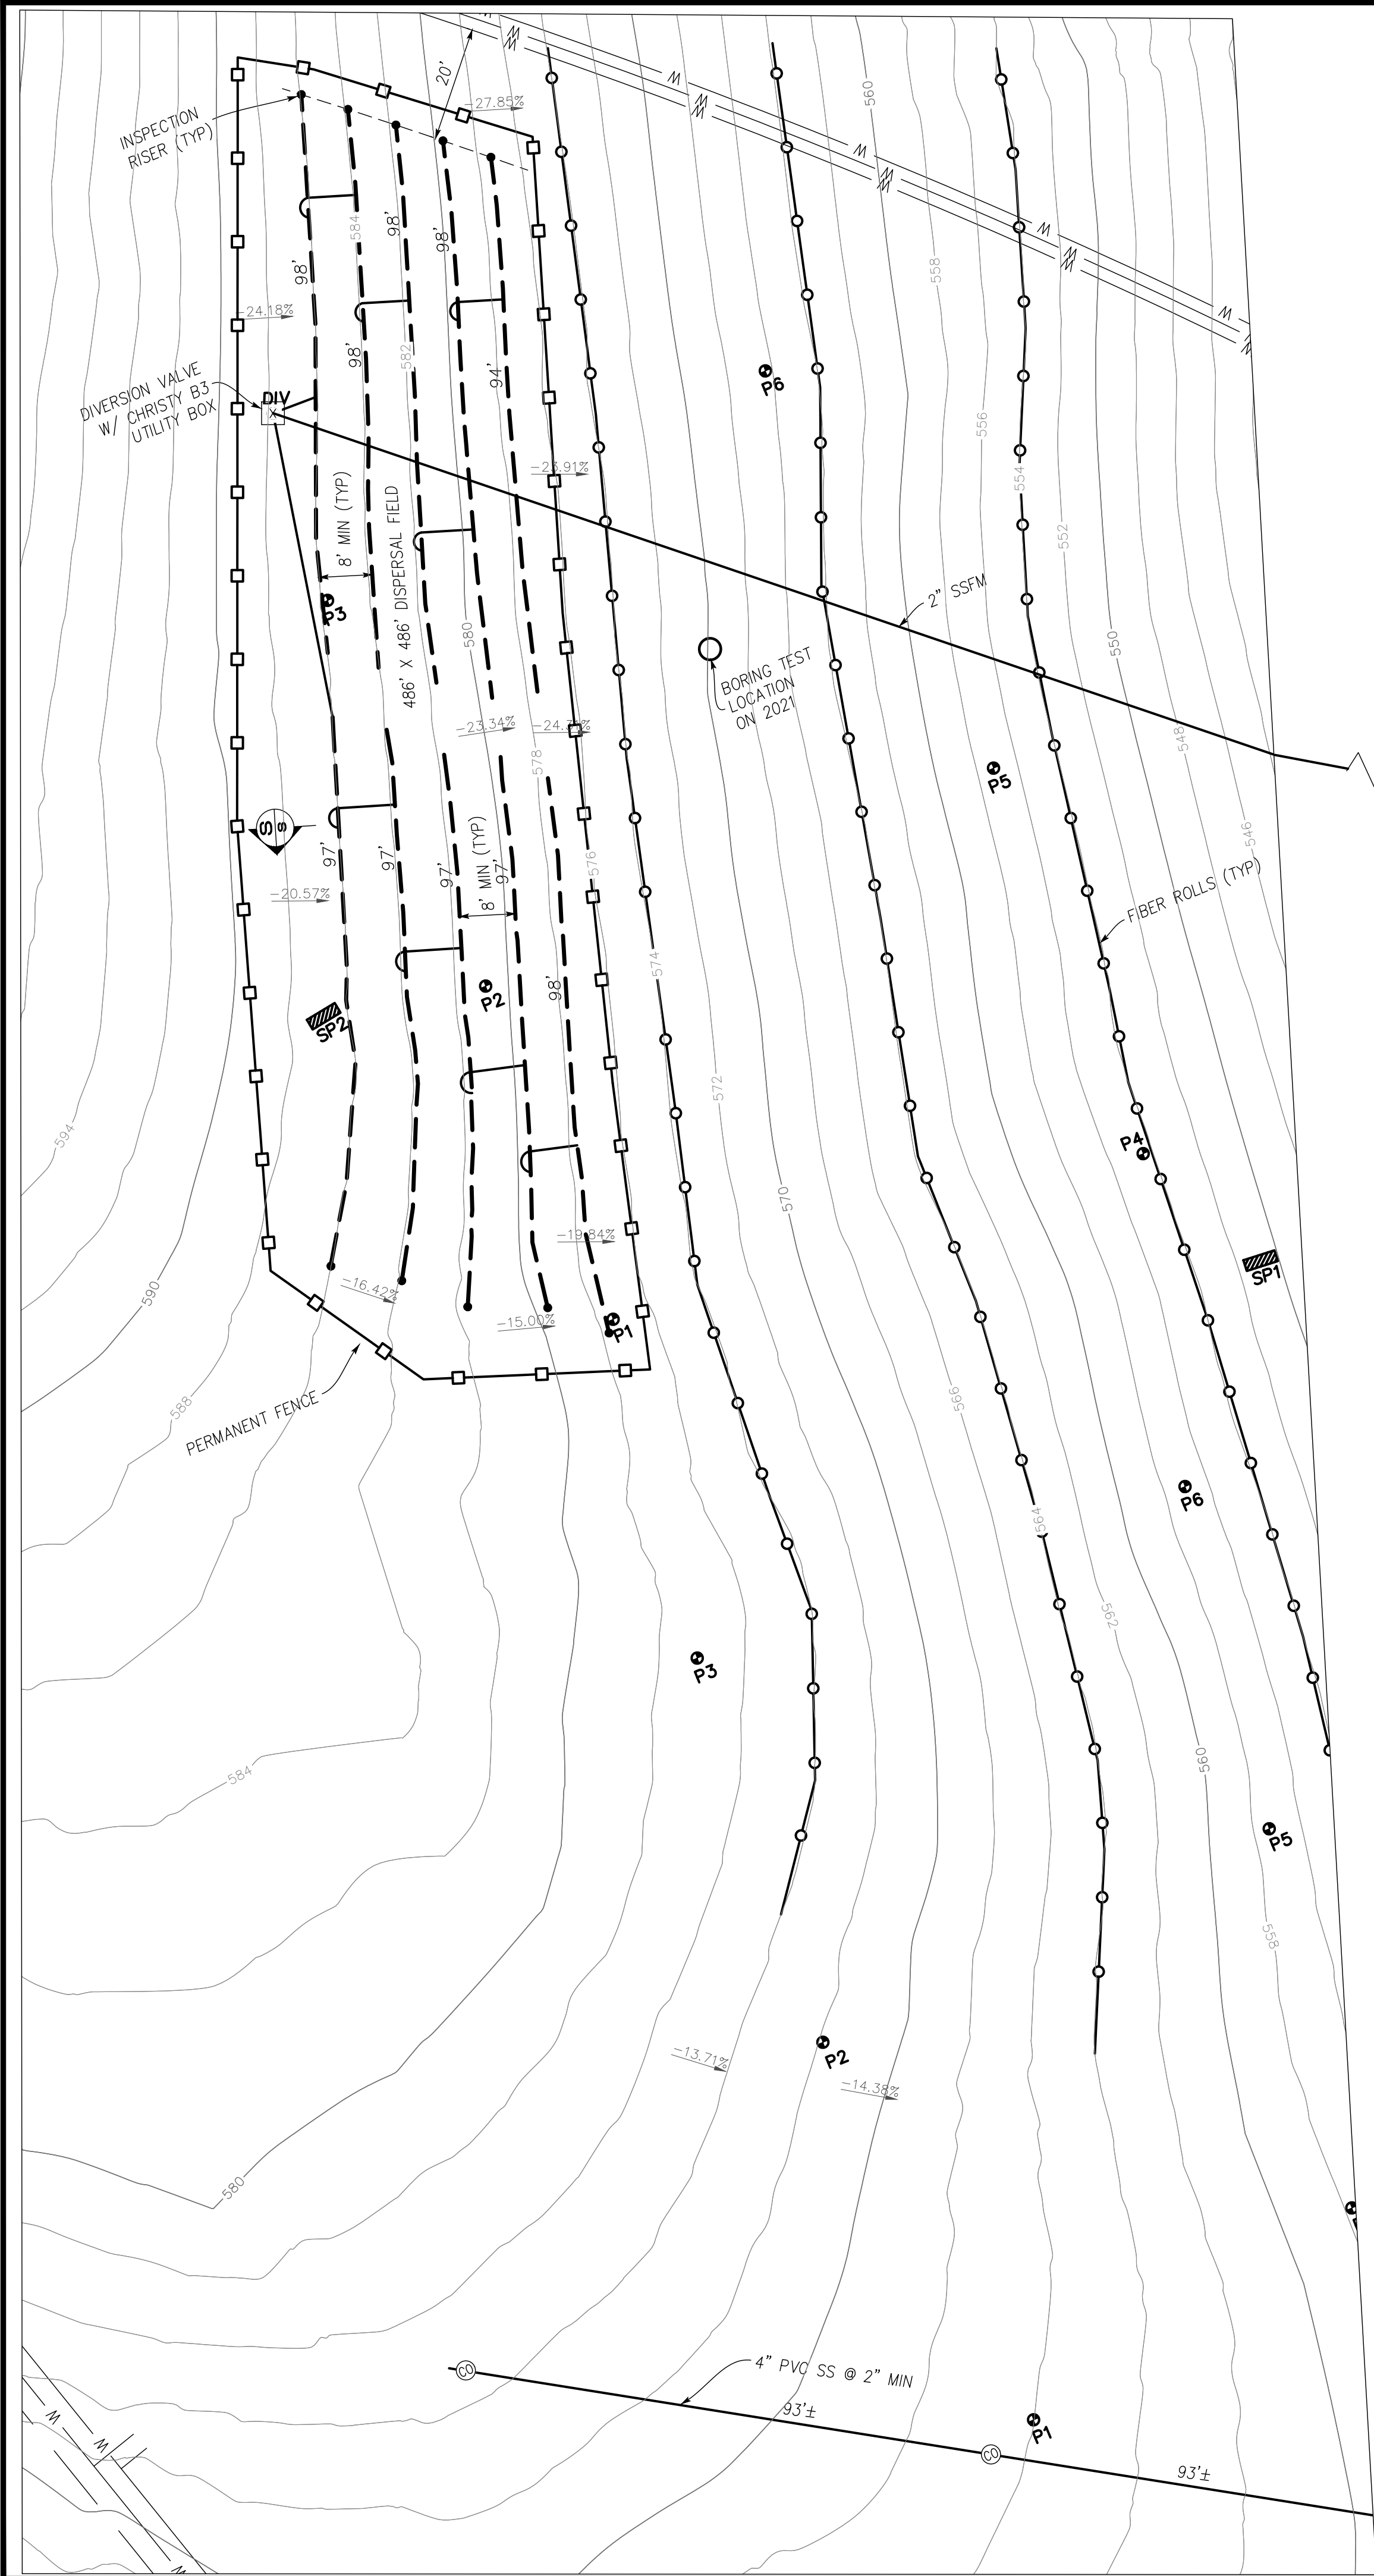 W
W
W
20'
-27.85%
W
W
W
560
INSPECTION
RISER (TYP)
W
W
W
584
98'
98'
98'
98'
W
W
W
558
-24.18%
W
W
582
98'
94'
P6
DIVERSION VALVE
W/ CHRISTY B3
UTILITY BOX
DIV
X
556
554
552
8' MIN (TYP)
486' X 486' DISPERSAL FIELD
P3
580
2" SSFM
BORING TEST
LOCATION
ON 2021
550
-23.34%
578
548
P5
546
S
S
97'
97'
97'
8' MIN (TYP)
97'
576
-20.57%
FIBER ROLLS (TYP)
574
98'
P2
SP2
572
594
P4
570
-19.84%
SP1
590
-16.42%
-15.00%
P1
588
PERMANENT FENCE
566
P6
564
562
P3
584
560
P5
558
P2
-13.71%
-14.38%
580
CO
4" PVC SS @ 2" MIN
93'±
P1
CO
93'±
W
W
W